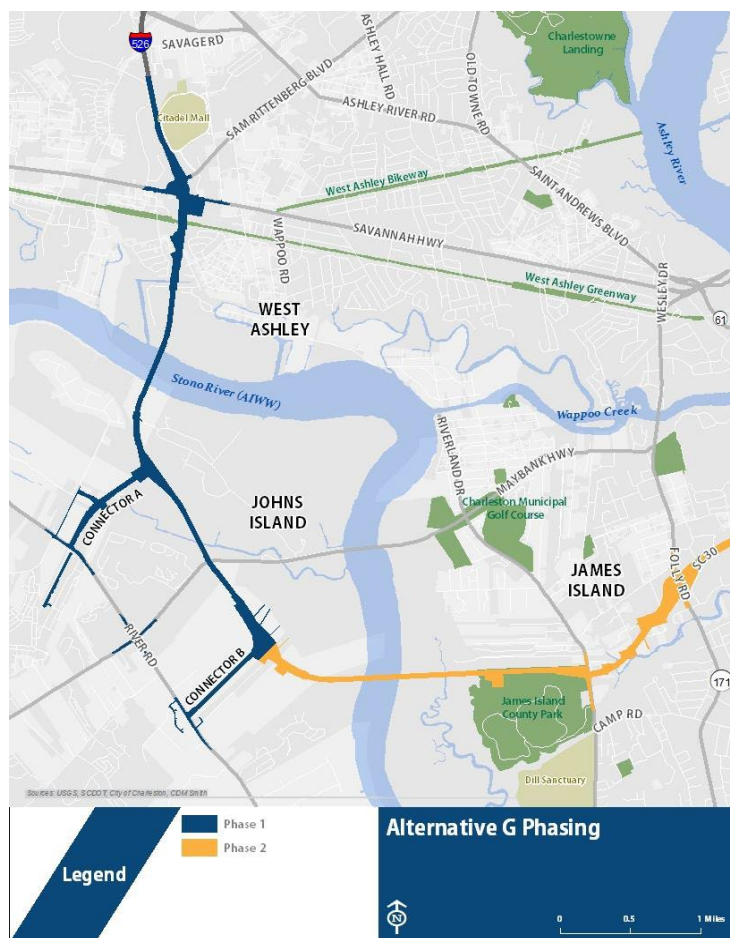 526
SAVAGE RD
ASHLEY HALL RD
OLD TOWNE RD
Charlestowne
Landing
Citadel Mall
SAM RITTENBERG BLVD
ASHLEY RIVER RD
Ashley River
West Ashley Bikeway
SAINT ANDREWS BLVD
WAPPOO RD
SAVANNAH HWY
West Ashley Greenway
WESLEY DR
61
WEST
ASHLEY
Stono River (AIWW)
Wappoo Creek
RIVERLAND DR
MAYBANK HWY
CONNECTOR A
JOHNS
ISLAND
Charleston Municipal
Golf Course
JAMES
ISLAND
FOLLY RD
SC 30
RIVER RD
CONNECTOR B
171
James Island
County Park
CAMP RD
Dill Sanctuary
Sources: USGS, SCDOT, City of Charleston, CDM Smith
Legend
Phase 1
Phase 2
Alternative G Phasing
N
0 0.5 1 Miles